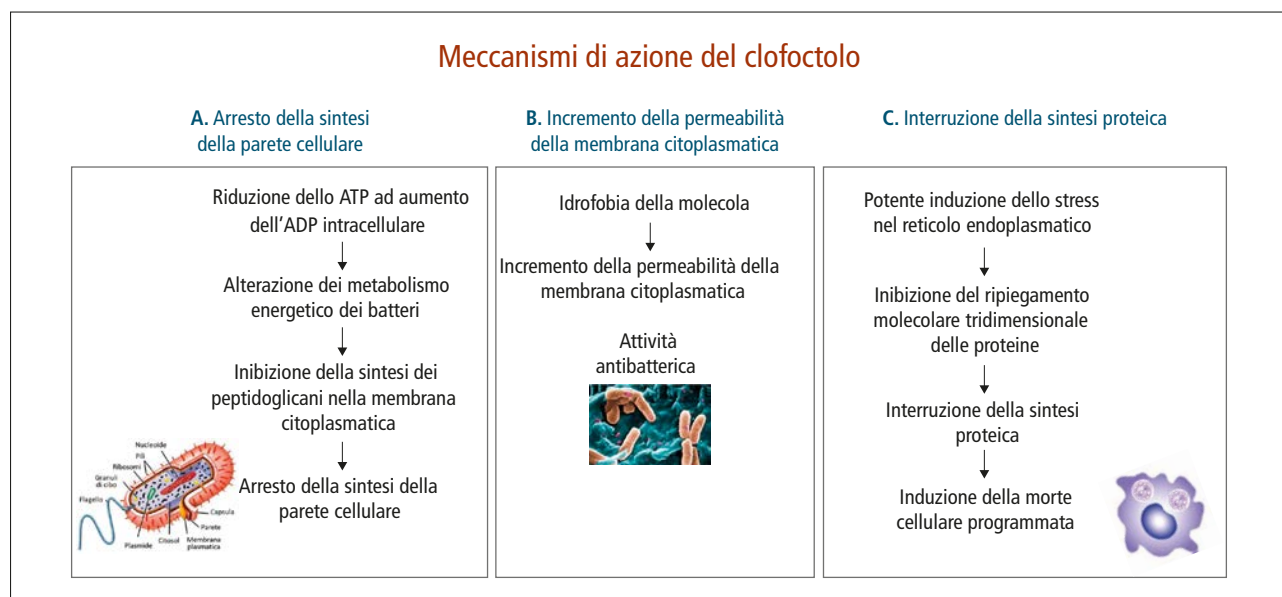 Meccanismi di azione del clofoctolo
A. Arresto della sintesi
della parete cellulare
Riduzione dello ATP ad aumento
dell'ADP intracellulare
Alterazione dei metabolismo
energetico dei batteri
Inibizione della sintesi dei
peptidoglicani nella membrana
citoplasmatica
Arresto della sintesi della
parete cellulare
Nucleoide
PG
Ribosomi
Granuli
di cibo
Flagello
Capsula
Parete
Membrana
plasmatica
Citosol
Plasmide
B. Incremento della permeabilità
della membrana citoplasmatica
Idrofobia della molecola
Incremento della permeabilità della
membrana citoplasmatica
Attività
antibatterica
C. Interruzione della sintesi proteica
Potente induzione dello stress
nel reticolo endoplasmatico
Inibizione del ripiegamento
molecolare tridimensionale
delle proteine
Interruzione della sintesi
proteica
Induzione della morte
cellulare programmata